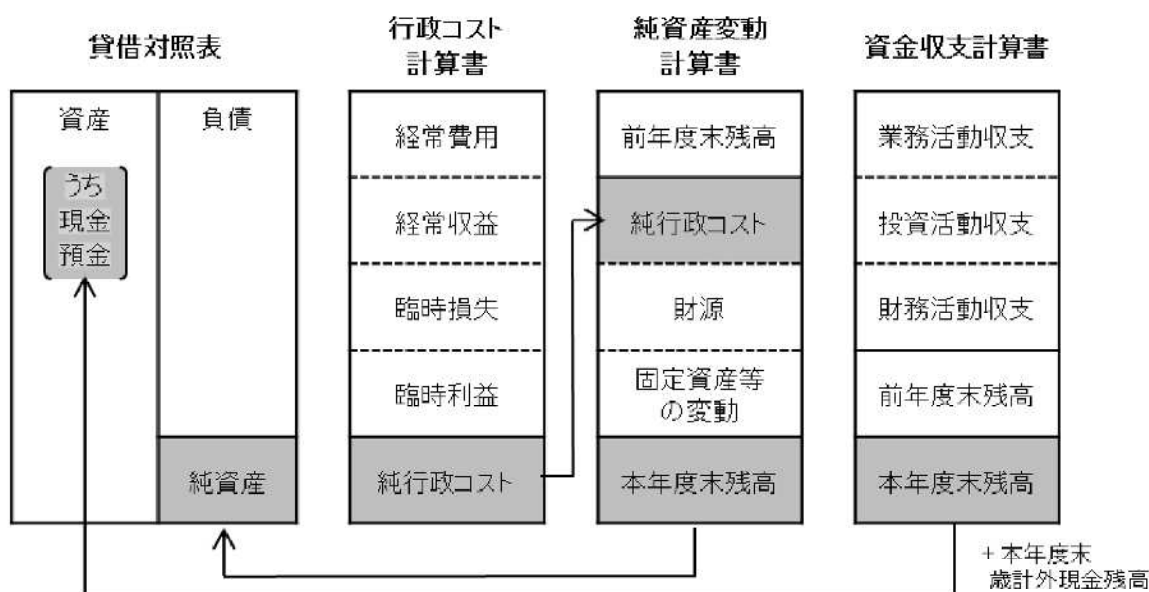 貸借対照表
資産
うち
現金
預金
負債
純資産
行政コスト
計算書
経常費用
経常収益
臨時損失
臨時利益
純行政コスト
純資産変動
計算書
前年度末残高
純行政コスト
財源
固定資産等
の変動
本年度末残高
資金収支計算書
業務活動収支
投資活動収支
財務活動収支
前年度末残高
本年度末残高
+ 本年度末
歳計外現金残高